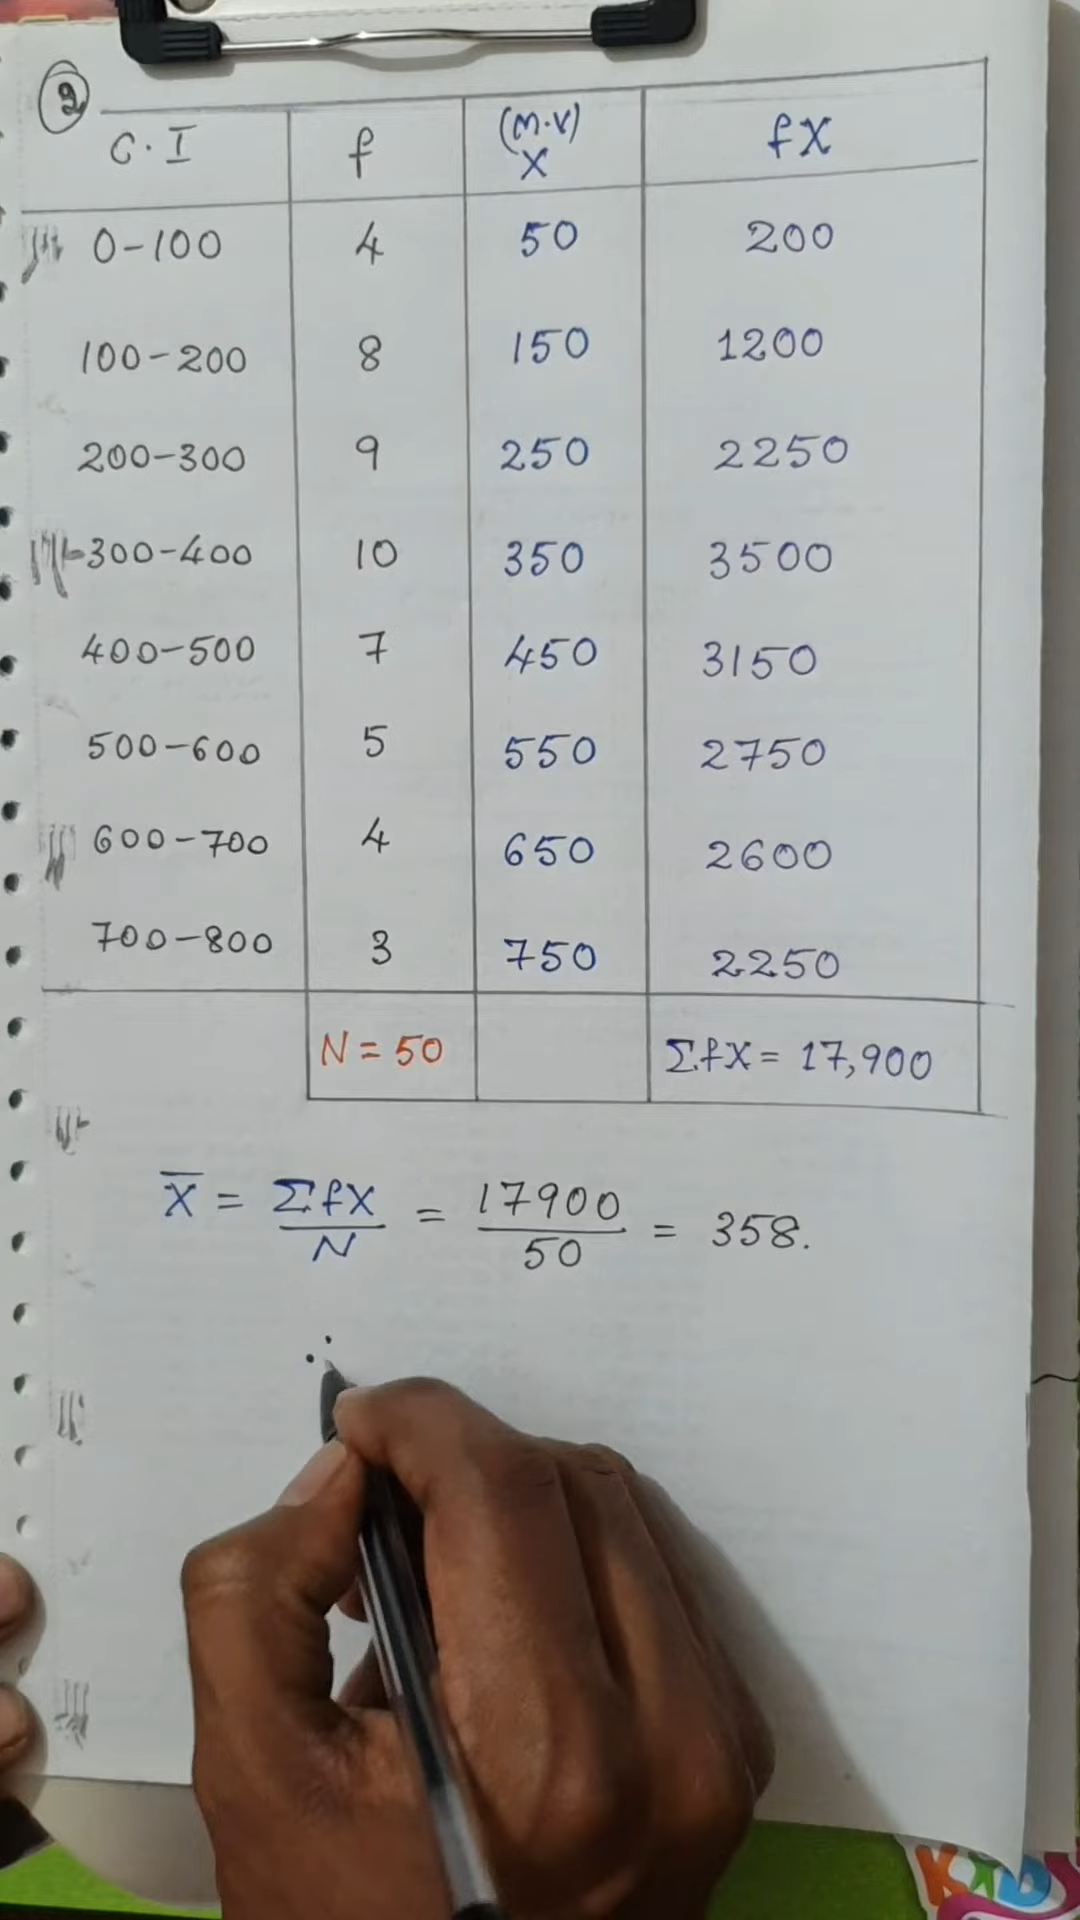 2
C.I f (m.v) X fX
0-100 4 50 200
100-200 8 150 1200
200-300 9 250 2250
300-400 10 350 3500
400-500 7 450 3150
500-600 5 550 2750
600-700 4 650 2600
700-800 3 750 2250
N = 50 ΣfX = 17,900
X̅ = ΣfX / N = 17900 / 50 = 358.
KiDS